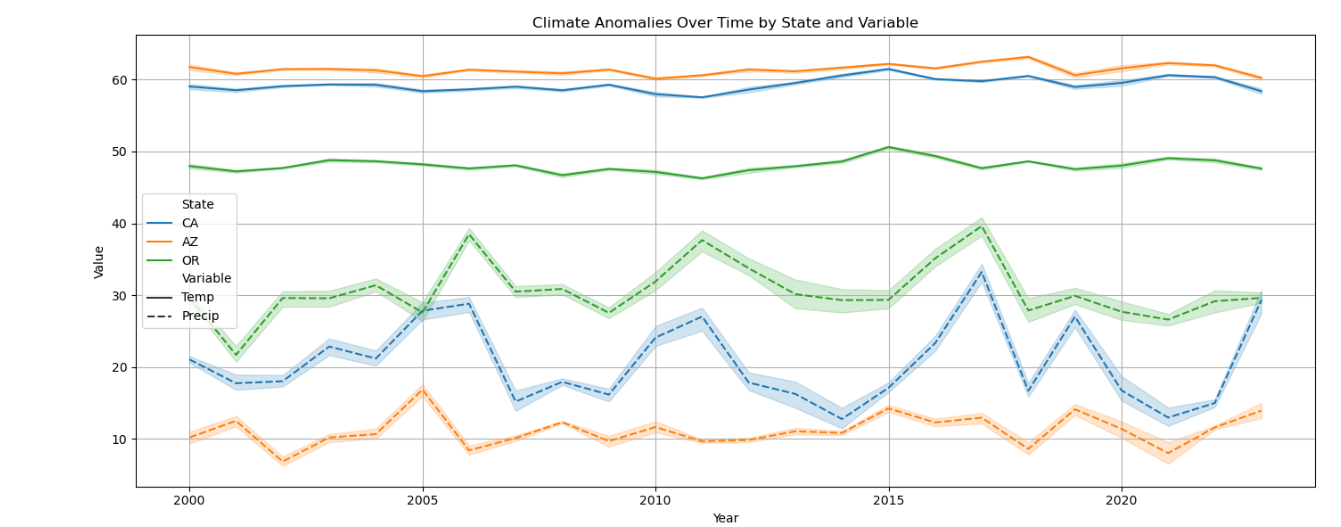 Climate Anomalies Over Time by State and Variable
60
50
40
30
20
10
Value
State
CA
AZ
OR
Variable
Temp
Precip
2000
2005
2010
2015
2020
Year